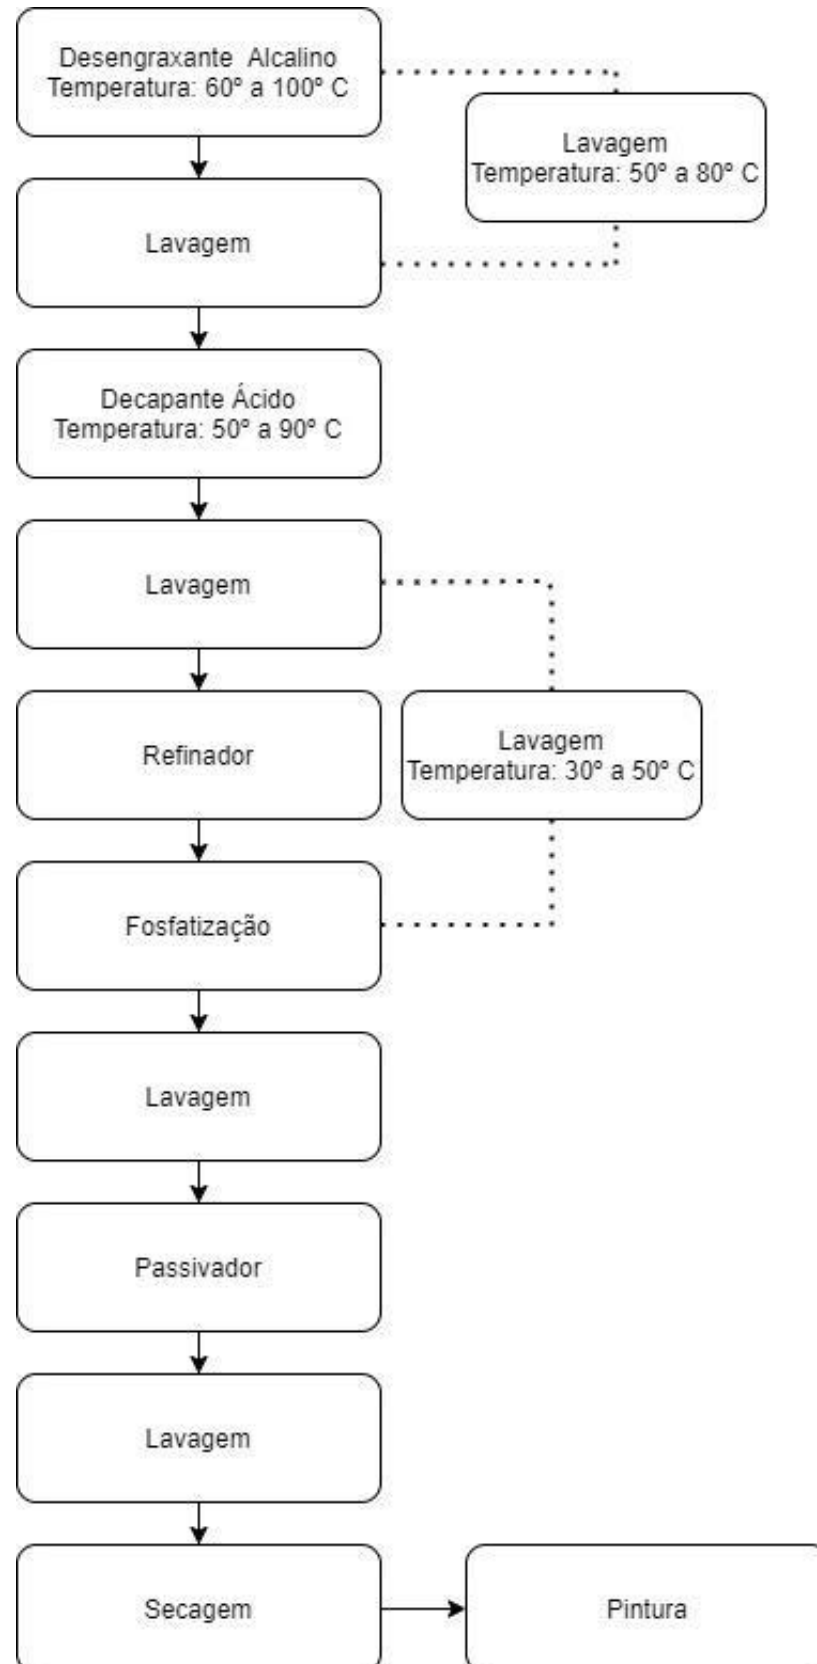 Desengraxante Alcalino
Temperatura: 60º a 100º C
Lavagem
Temperatura: 50º a 80º C
Lavagem
Decapante Ácido
Temperatura: 50º a 90º C
Lavagem
Refinador
Lavagem
Temperatura: 30º a 50º C
Fosfatização
Lavagem
Passivador
Lavagem
Secagem
Pintura